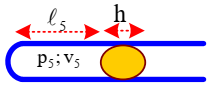 ℓ₅ h
p₅; v₅